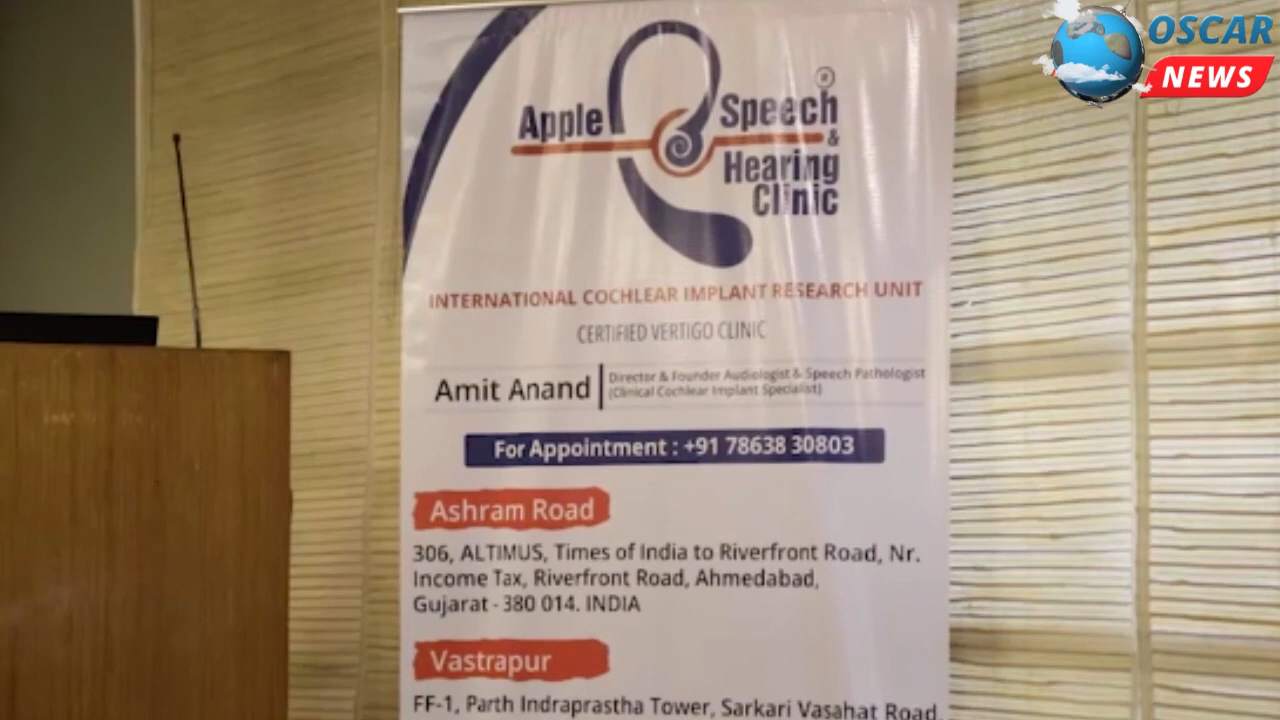 OSCAR
NEWS
Apple Speech
&
Hearing
Clinic
INTERNATIONAL COCHLEAR IMPLANT RESEARCH UNIT
CERTIFIED VERTIGO CLINIC
Amit Anand
Director & Founder Audiologist & Speech Pathologist
(Clinical Cochlear Implant Specialist)
For Appointment : +91 78638 30803
Ashram Road
306, ALTIMUS, Times of India to Riverfront Road, Nr.
Income Tax, Riverfront Road, Ahmedabad,
Gujarat - 380 014. INDIA
Vastrapur
FF-1, Parth Indraprastha Tower, Sarkari Vasahat Road,